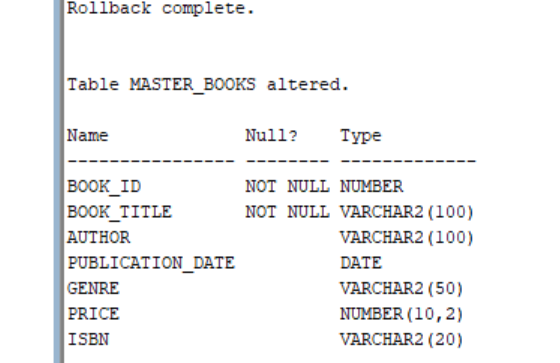 Rollback complete.
Table MASTER_BOOKS altered.
Name Null? Type
---------------- -------- -------------
BOOK_ID NOT NULL NUMBER
BOOK_TITLE NOT NULL VARCHAR2(100)
AUTHOR VARCHAR2(100)
PUBLICATION_DATE DATE
GENRE VARCHAR2(50)
PRICE NUMBER(10,2)
ISBN VARCHAR2(20)